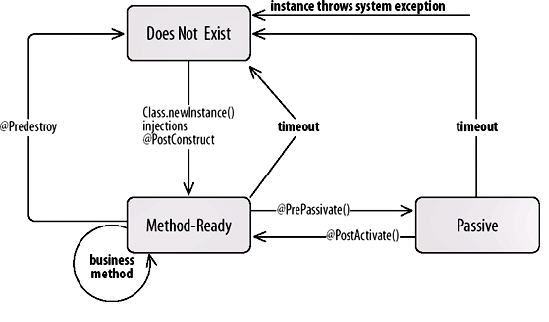 instance throws system exception
Does Not Exist
Class.newInstance()
injections
@PostConstruct
@Predestroy
timeout
timeout
Method-Ready
@PrePassivate()
@PostActivate()
Passive
business
method